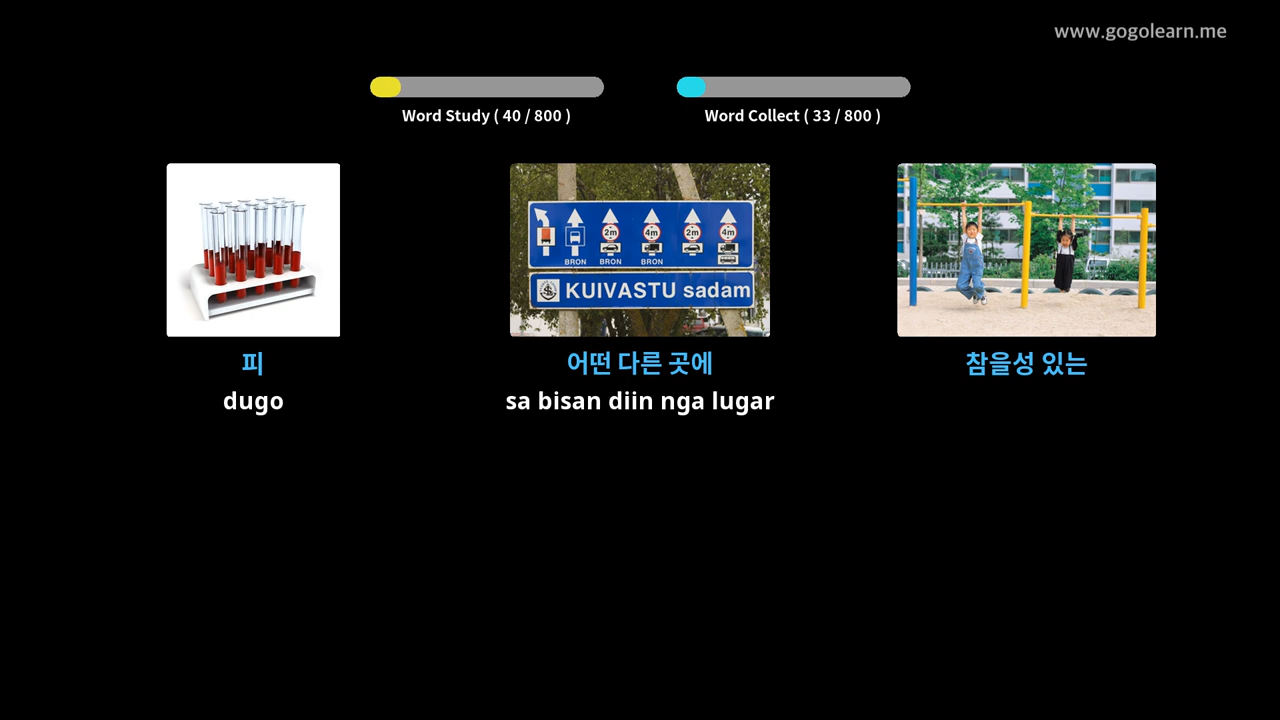 www.gogolearn.me
Word Study ( 40 / 800 )
Word Collect ( 33 / 800 )
2m
4m
2m
4m
BRON
BRON
BRON
KUIVASTU sadam
피
어떤 다른 곳에
참을성 있는
dugo
sa bisan diin nga lugar